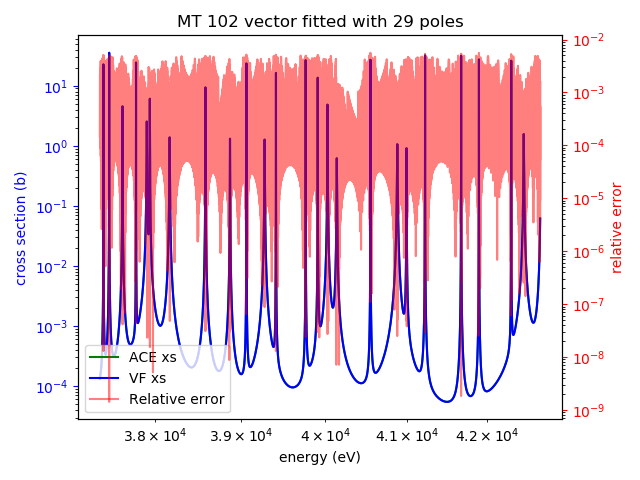 MT 102 vector fitted with 29 poles
10¹
10⁰
10⁻¹
10⁻²
10⁻³
10⁻⁴
cross section (b)
10⁻²
10⁻³
10⁻⁴
10⁻⁵
10⁻⁶
10⁻⁷
10⁻⁸
10⁻⁹
relative error
ACE xs
VF xs
Relative error
3.8 × 10⁴ 3.9 × 10⁴ 4 × 10⁴ 4.1 × 10⁴ 4.2 × 10⁴
energy (eV)